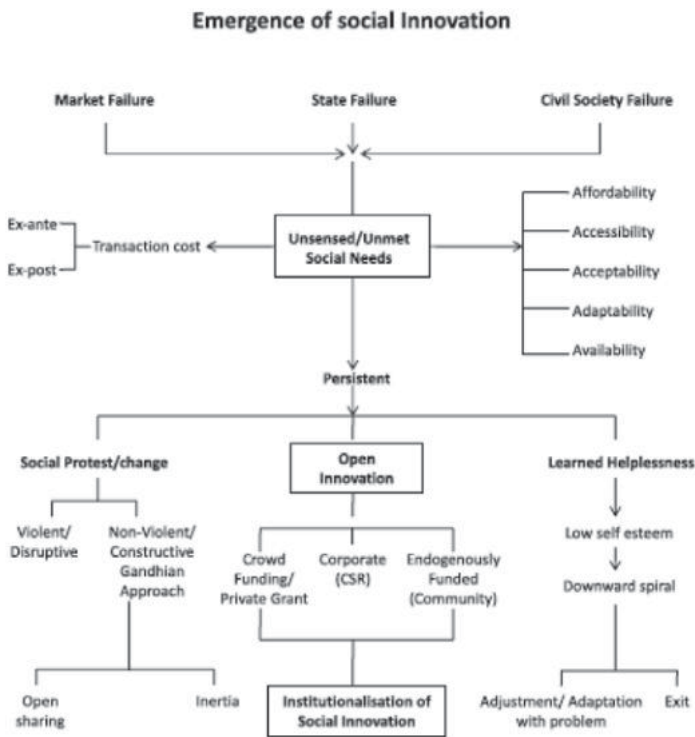 Emergence of social Innovation
Market Failure
State Failure
Civil Society Failure
Ex-ante
Ex-post
Transaction cost
Unsensed/Unmet
Social Needs
Affordability
Accessibility
Acceptability
Adaptability
Availability
Persistent
Social Protest/change
Open
Innovation
Learned Helplessness
Violent/
Disruptive
Non-Violent/
Constructive
Gandhian
Approach
Crowd
Funding/
Private Grant
Corporate
(CSR)
Endogenously
Funded
(Community)
Low self esteem
Downward spiral
Open
sharing
Inertia
Institutionalisation of
Social Innovation
Adjustment/ Adaptation
with problem
Exit